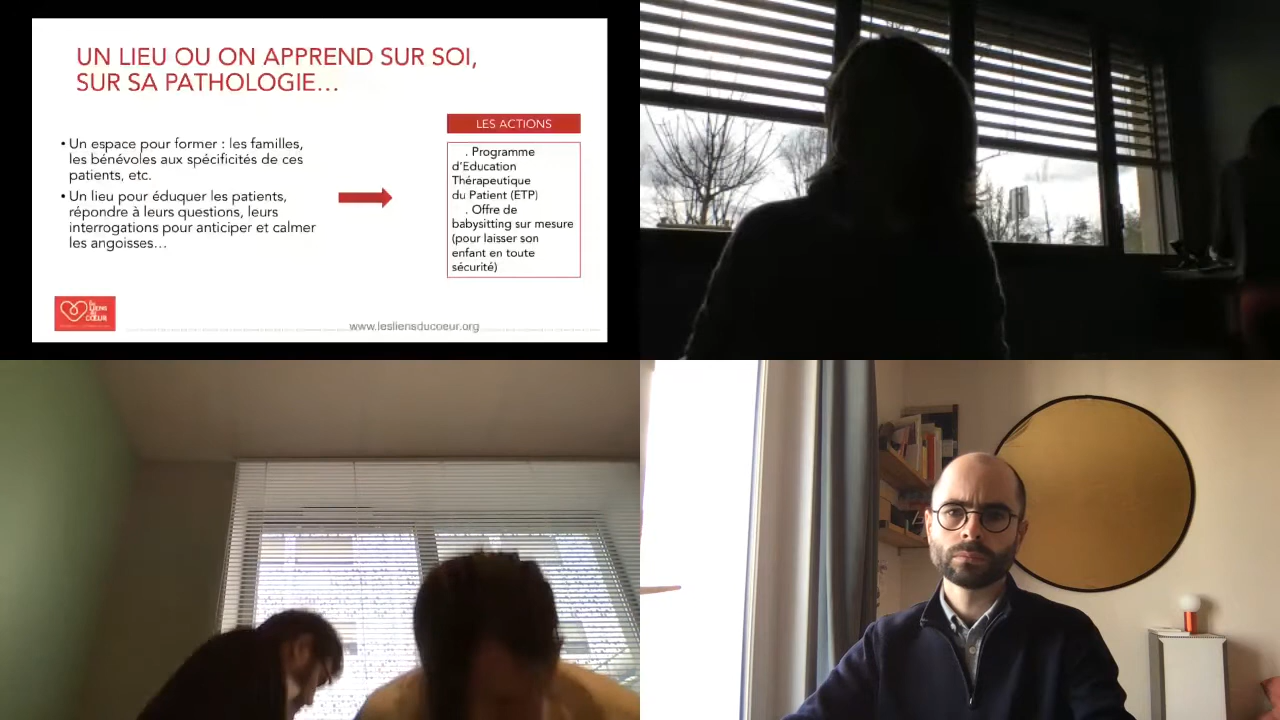 UN LIEU OU ON APPREND SUR SOI,
SUR SA PATHOLOGIE…
• Un espace pour former : les familles,
les bénévoles aux spécificités de ces
patients, etc.
• Un lieu pour éduquer les patients,
répondre à leurs questions, leurs
interrogations pour anticiper et calmer
les angoisses…
LES ACTIONS
. Programme
d'Education
Thérapeutique
du Patient (ETP)
. Offre de
babysitting sur mesure
(pour laisser son
enfant en toute
sécurité)
LIENS
CŒUR
www.lesliensducoeur.org